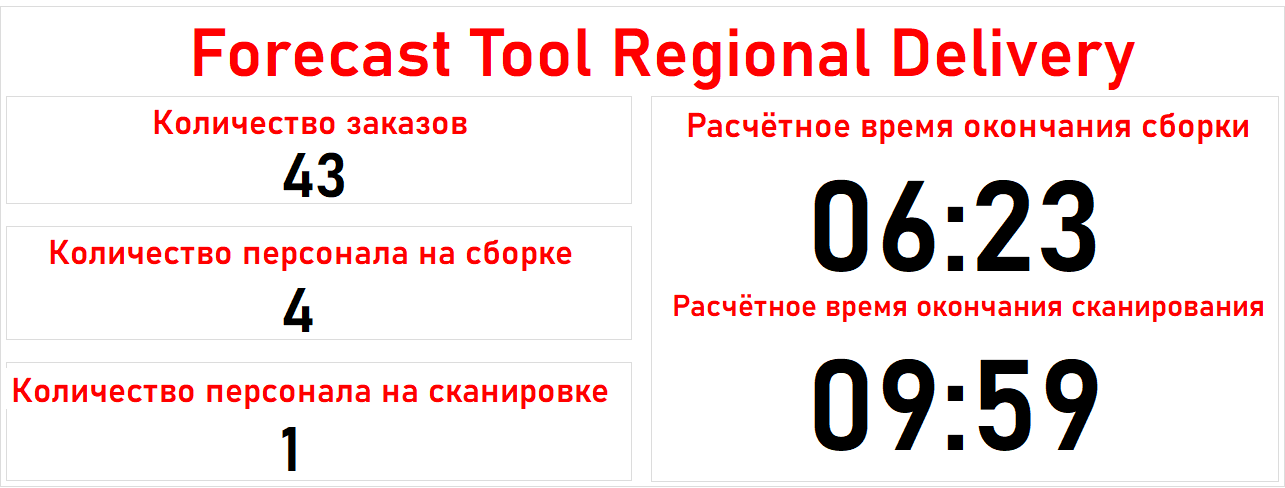 Forecast Tool Regional Delivery
Количество заказов
43
Количество персонала на сборке
4
Количество персонала на сканировке
1
Расчётное время окончания сборки
06:23
Расчётное время окончания сканирования
09:59